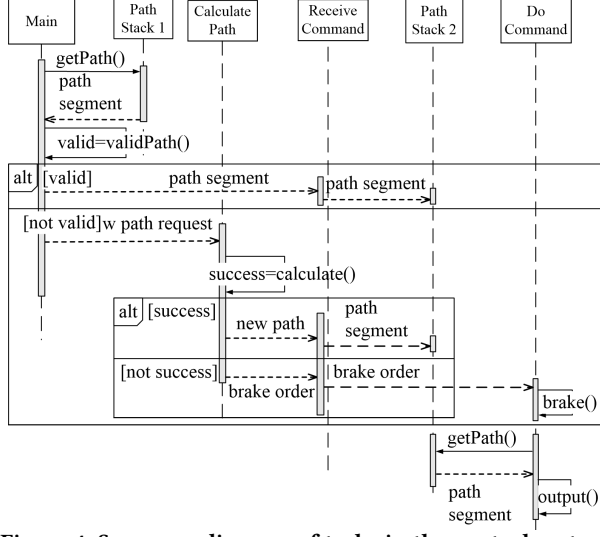 Main
Path
Stack 1
Calculate
Path
Receive
Command
Path
Stack 2
Do
Command
getPath()
path
segment
valid=validPath()
alt [valid]
path segment
path segment
[not valid]w path request
success=calculate()
alt [success]
new path
path
segment
[not success]
brake order
brake order
brake()
getPath()
path
segment
output()